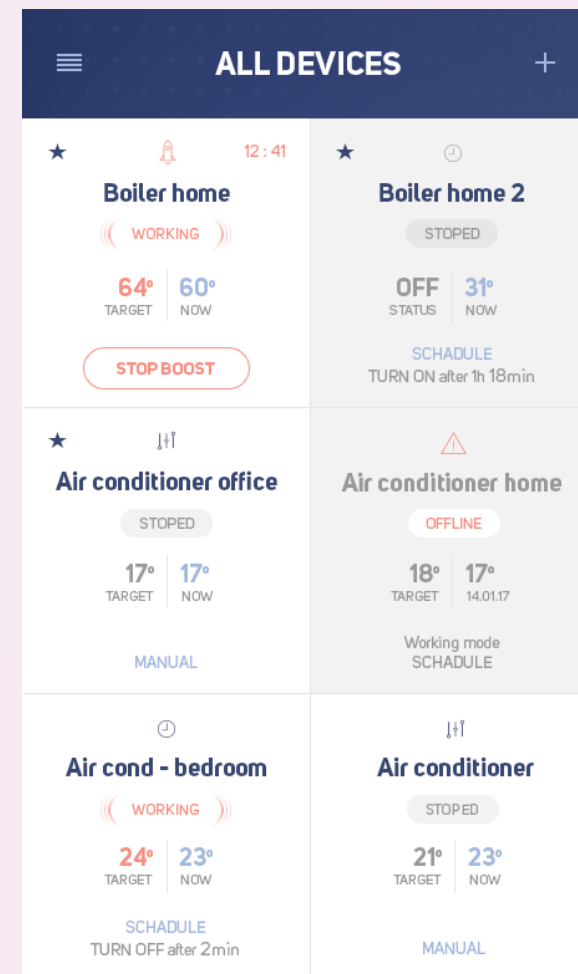 ALL DEVICES
12 : 41
Boiler home
WORKING
64° 60°
TARGET NOW
STOP BOOST
Boiler home 2
STOPED
OFF 31°
STATUS NOW
SCHADULE
TURN ON after 1h 18min
Air conditioner office
STOPED
17° 17°
TARGET NOW
MANUAL
Air conditioner home
OFFLINE
18° 17°
TARGET 14.01.17
Working mode
SCHADULE
Air cond - bedroom
WORKING
24° 23°
TARGET NOW
SCHADULE
TURN OFF after 2min
Air conditioner
STOPED
21° 23°
TARGET NOW
MANUAL